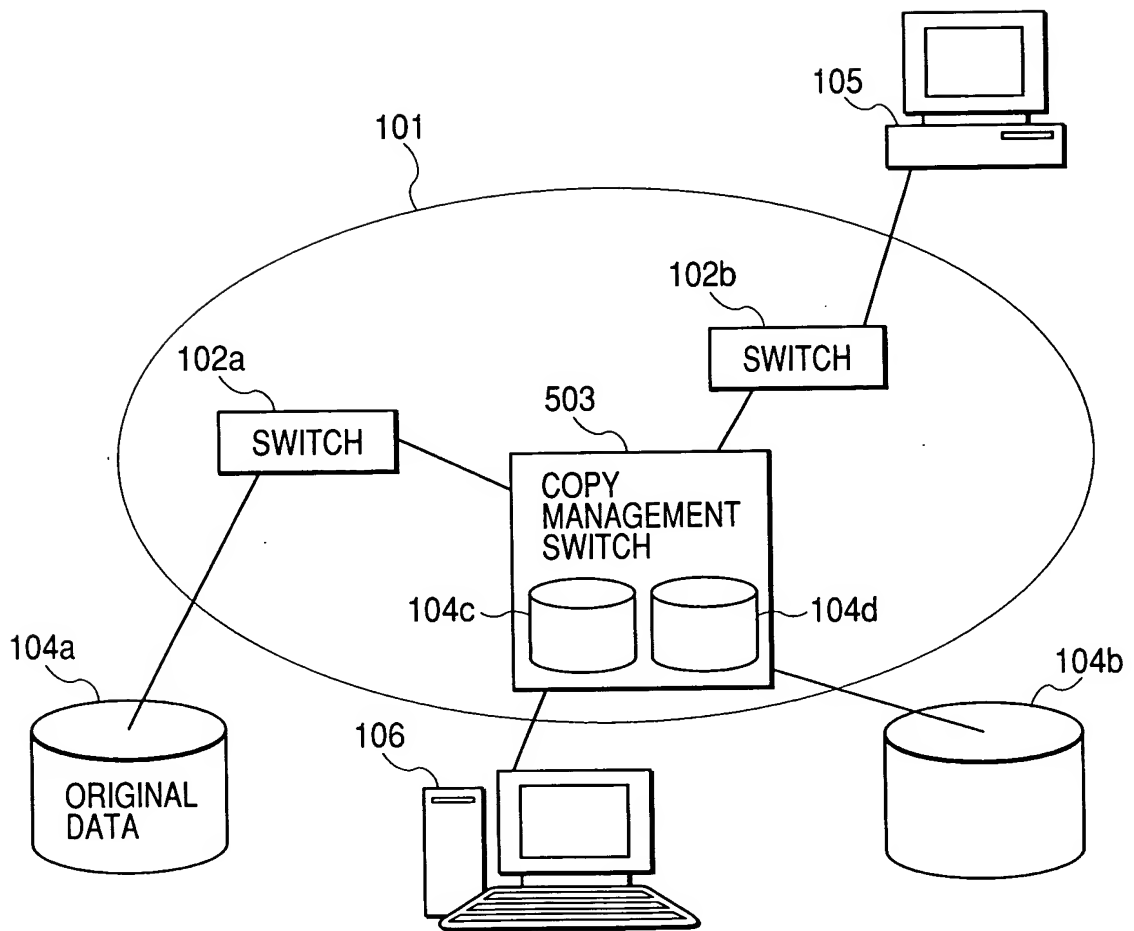 105
101
102b
SWITCH
102a
SWITCH
503
COPY
MANAGEMENT
SWITCH
104c
104d
104a
104b
ORIGINAL
DATA
106